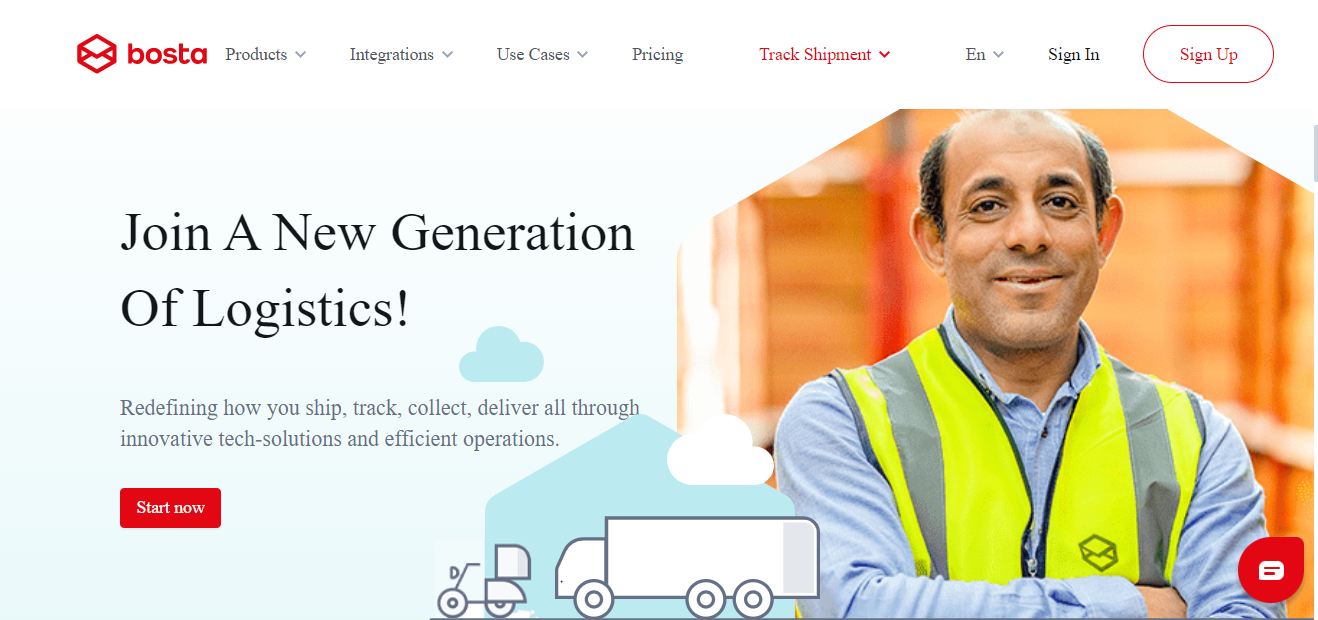 bosta
Products
Integrations
Use Cases
Pricing
Track Shipment
En
Sign In
Sign Up
Join A New Generation
Of Logistics!
Redefining how you ship, track, collect, deliver all through
innovative tech-solutions and efficient operations.
Start now